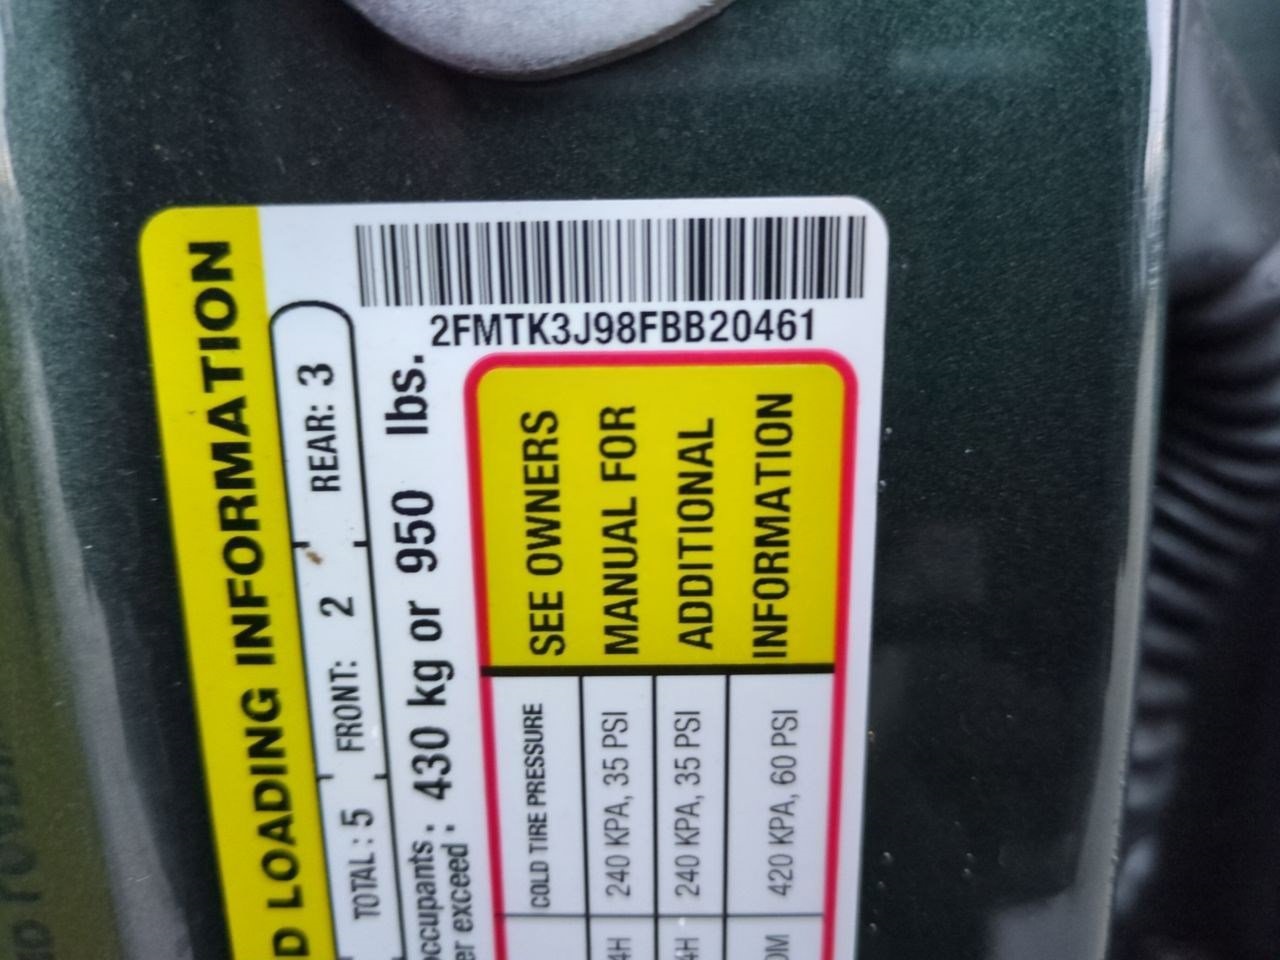 2FMTK3J98FBB20461
LOADING INFORMATION
TOTAL : 5 FRONT: 2 REAR: 3
occupants
exceed : 430 kg or 950 lbs.
COLD TIRE PRESSURE SEE OWNERS
240 KPA, 35 PSI MANUAL FOR
240 KPA, 35 PSI ADDITIONAL
420 KPA, 60 PSI INFORMATION